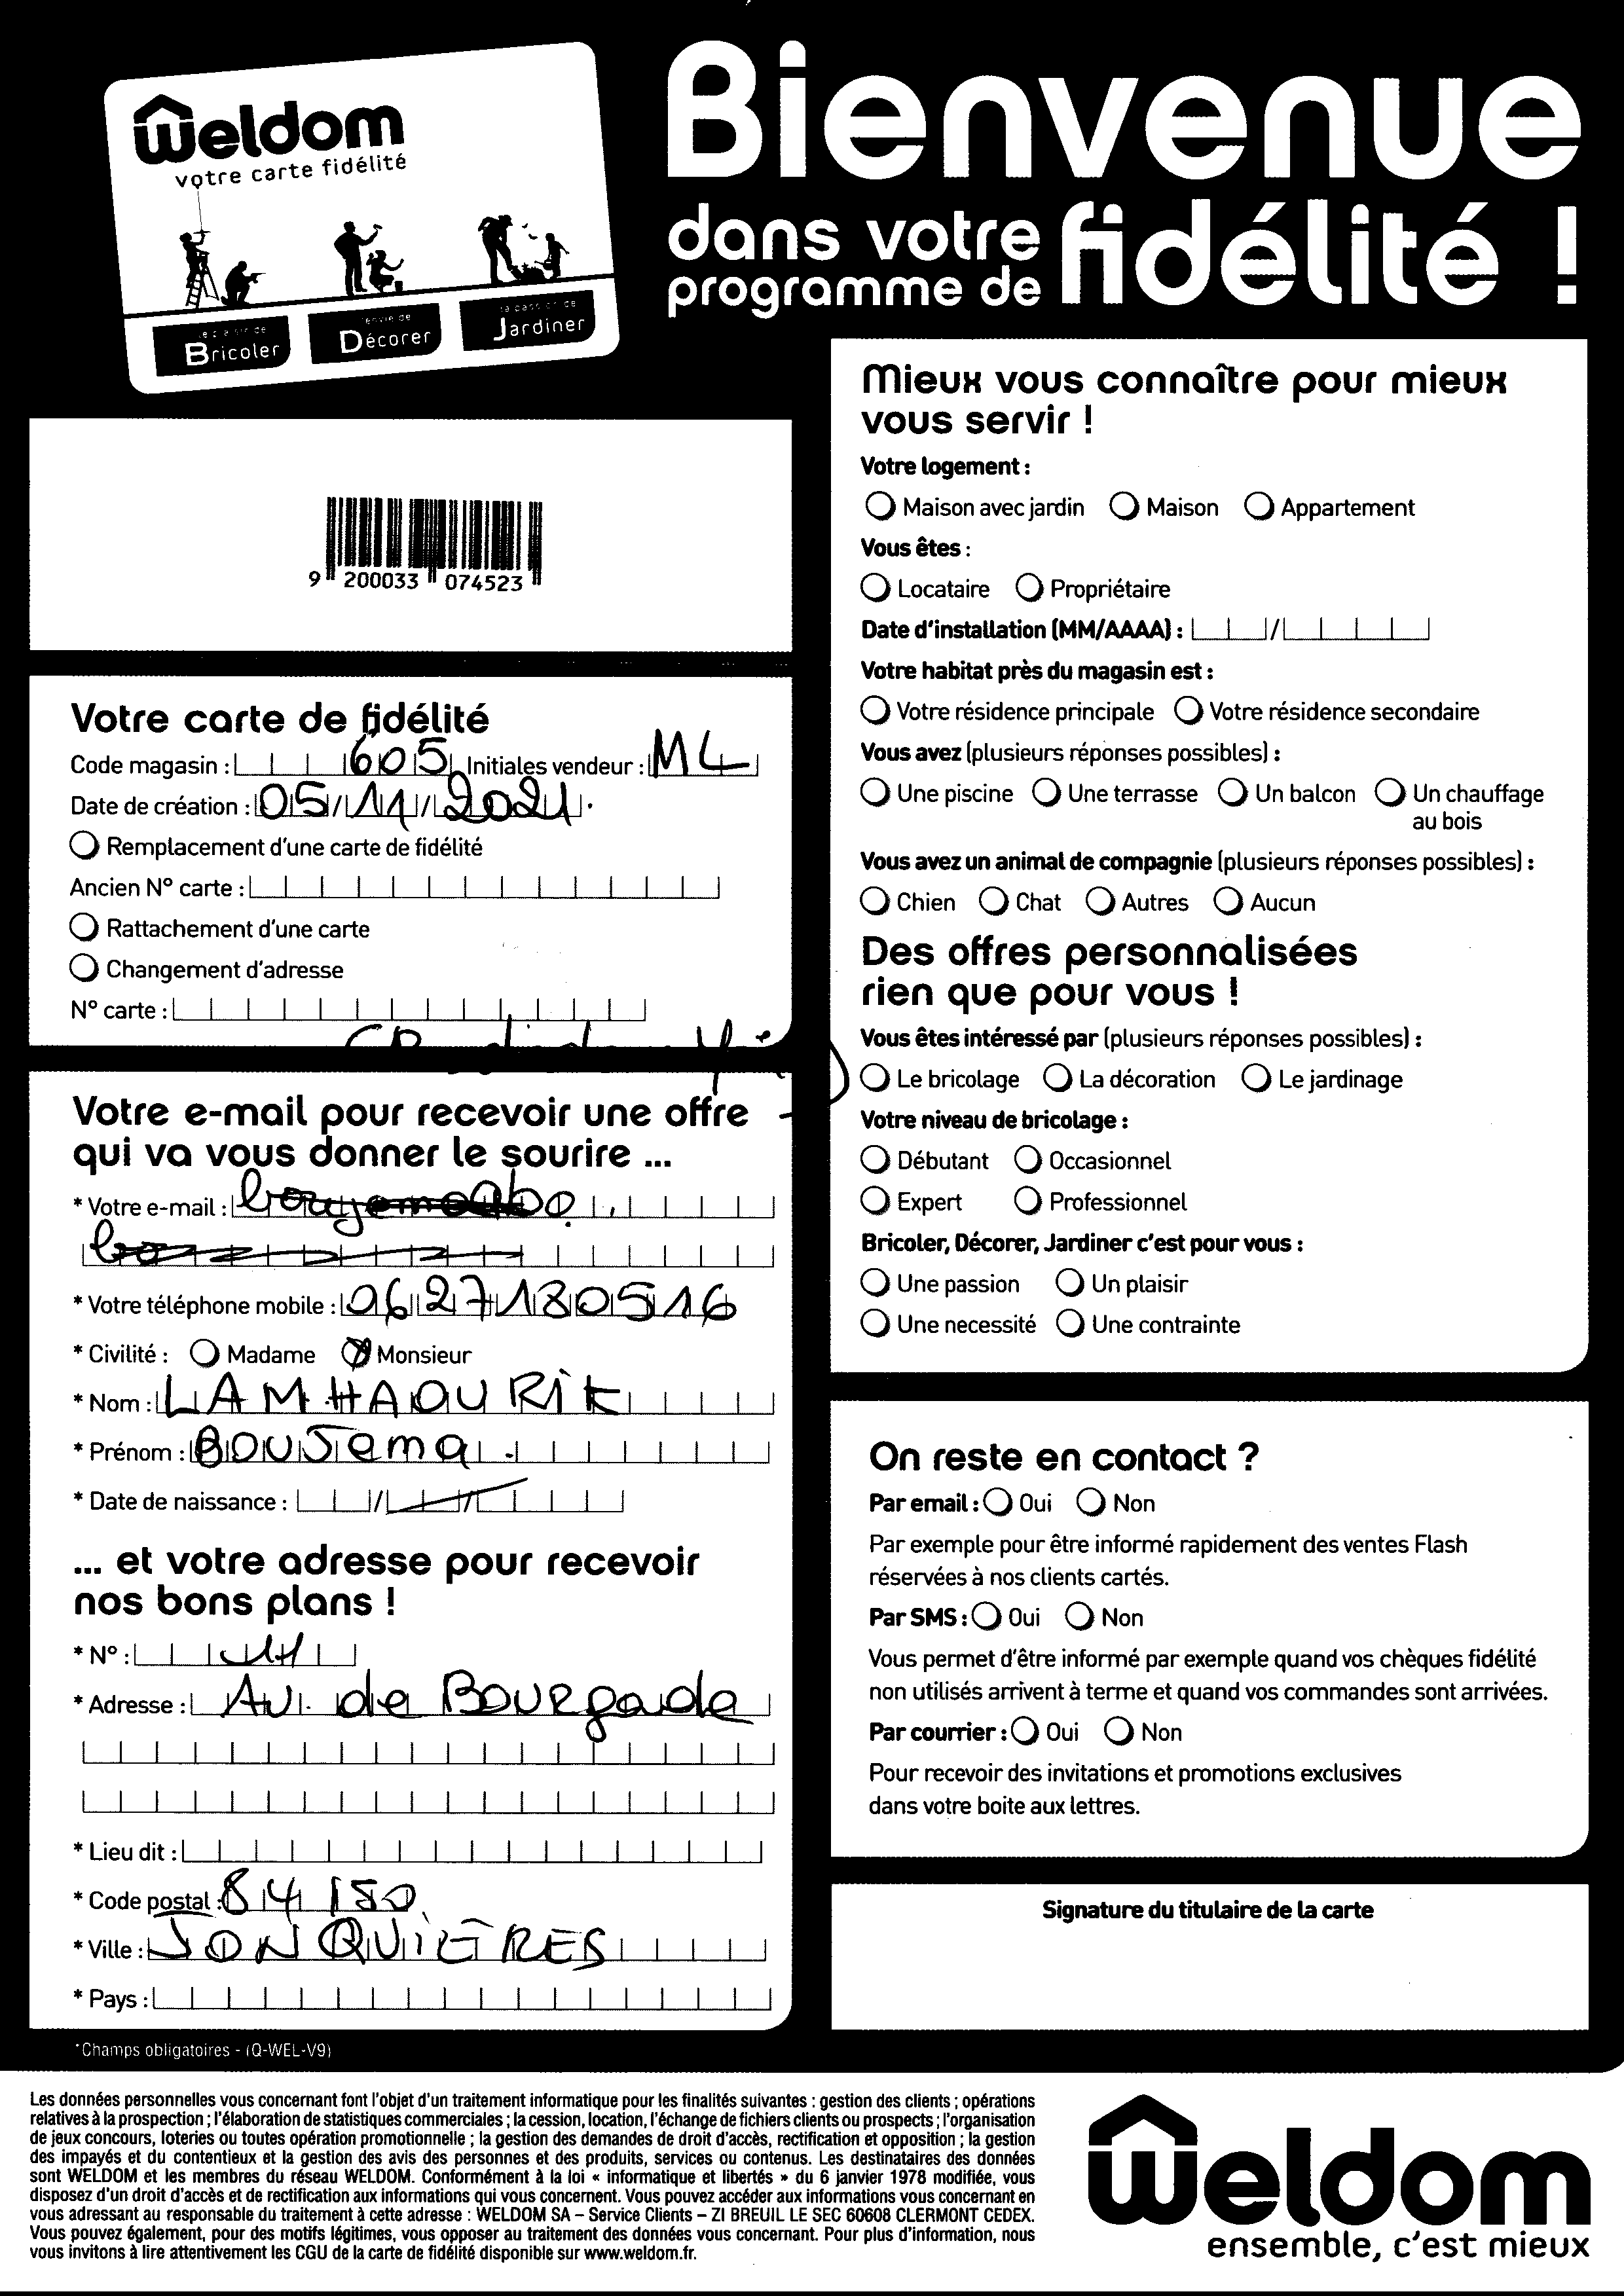 Weldom
votre carte fidélité
le plaisir de
Bricoler
l'envie de
Décorer
la passion de
Jardiner
Bienvenue
dans votre
programme de fidélité !
9 200033 074523
Votre carte de fidélité
Code magasin : 605 Initiales vendeur : ML
Date de création : 05/11/2021
Remplacement d'une carte de fidélité
Ancien N° carte :
Rattachement d'une carte
Changement d'adresse
N° carte :
Votre e-mail pour recevoir une offre
qui va vous donner le sourire ...
* Votre e-mail :
* Votre téléphone mobile : 0627180516
* Civilité : Madame Monsieur
* Nom : LAMHAOURIK
* Prénom : BOUJema
* Date de naissance : / /
... et votre adresse pour recevoir
nos bons plans !
* N° :
* Adresse : AV. de Bourgade
* Lieu dit :
* Code postal : 84150
* Ville : JONQUIÈRES
* Pays :
*Champs obligatoires - (Q-WEL-V9)
Mieux vous connaître pour mieux
vous servir !
Votre logement :
Maison avec jardin Maison Appartement
Vous êtes :
Locataire Propriétaire
Date d'installation (MM/AAAA) : /
Votre habitat près du magasin est :
Votre résidence principale Votre résidence secondaire
Vous avez (plusieurs réponses possibles) :
Une piscine Une terrasse Un balcon Un chauffage
au bois
Vous avez un animal de compagnie (plusieurs réponses possibles) :
Chien Chat Autres Aucun
Des offres personnalisées
rien que pour vous !
Vous êtes intéressé par (plusieurs réponses possibles) :
Le bricolage La décoration Le jardinage
Votre niveau de bricolage :
Débutant Occasionnel
Expert Professionnel
Bricoler, Décorer, Jardiner c'est pour vous :
Une passion Un plaisir
Une necessité Une contrainte
On reste en contact ?
Par email : Oui Non
Par exemple pour être informé rapidement des ventes Flash
réservées à nos clients cartés.
Par SMS : Oui Non
Vous permet d'être informé par exemple quand vos chèques fidélité
non utilisés arrivent à terme et quand vos commandes sont arrivées.
Par courrier : Oui Non
Pour recevoir des invitations et promotions exclusives
dans votre boite aux lettres.
Signature du titulaire de la carte
Les données personnelles vous concernant font l'objet d'un traitement informatique pour les finalités suivantes : gestion des clients ; opérations
relatives à la prospection ; l'élaboration de statistiques commerciales ; la cession, location, l'échange de fichiers clients ou prospects ; l'organisation
de jeux concours, loteries ou toutes opération promotionnelle ; la gestion des demandes de droit d'accès, rectification et opposition ; la gestion
des impayés et du contentieux et la gestion des avis des personnes et des produits, services ou contenus. Les destinataires des données
sont WELDOM et les membres du réseau WELDOM. Conformément à la loi « informatique et libertés » du 6 janvier 1978 modifiée, vous
disposez d'un droit d'accès et de rectification aux informations qui vous concernent. Vous pouvez accéder aux informations vous concernant en
vous adressant au responsable du traitement à cette adresse : WELDOM SA – Service Clients – ZI BREUIL LE SEC 60608 CLERMONT CEDEX.
Vous pouvez également, pour des motifs légitimes, vous opposer au traitement des données vous concernant. Pour plus d'information, nous
vous invitons à lire attentivement les CGU de la carte de fidélité disponible sur www.weldom.fr.
Weldom
ensemble, c'est mieux